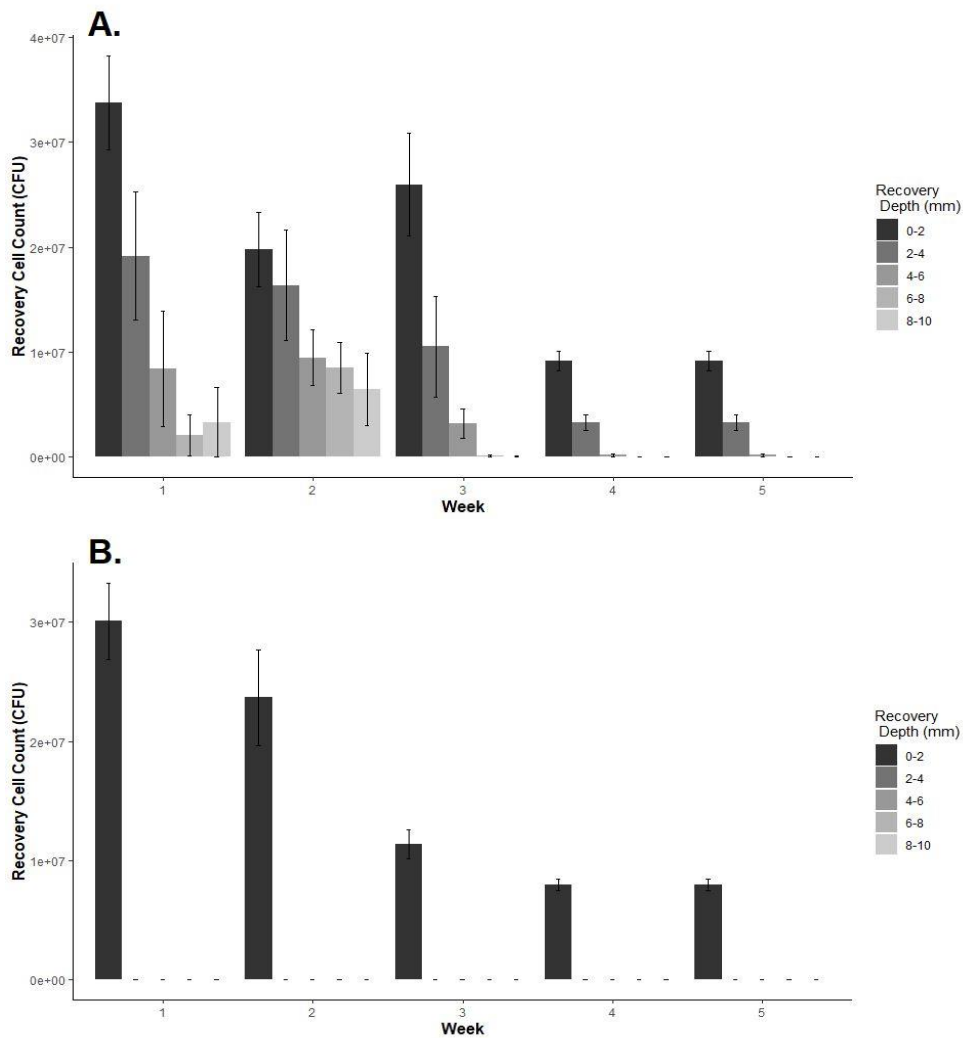 A.
4e+07
3e+07
2e+07
1e+07
0e+00
Recovery Cell Count (CFU)
1 2 3 4 5
Week
Recovery
Depth (mm)
0-2
2-4
4-6
6-8
8-10
B.
3e+07
2e+07
1e+07
0e+00
Recovery Cell Count (CFU)
1 2 3 4 5
Week
Recovery
Depth (mm)
0-2
2-4
4-6
6-8
8-10